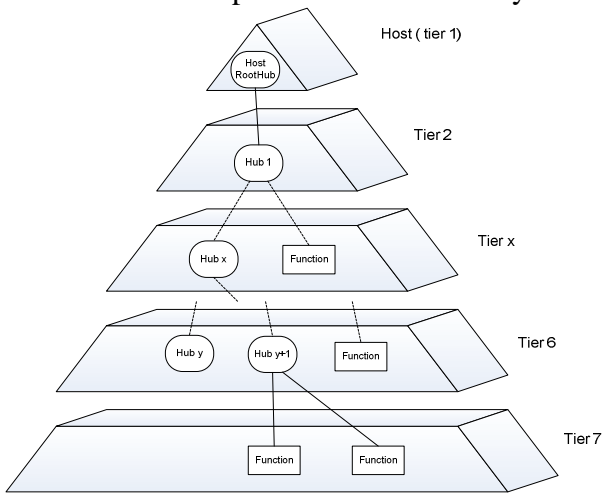 Host ( tier 1)
Host
RootHub
Tier 2
Hub 1
Tier x
Hub x
Function
Tier 6
Hub y
Hub y+1
Function
Tier 7
Function
Function